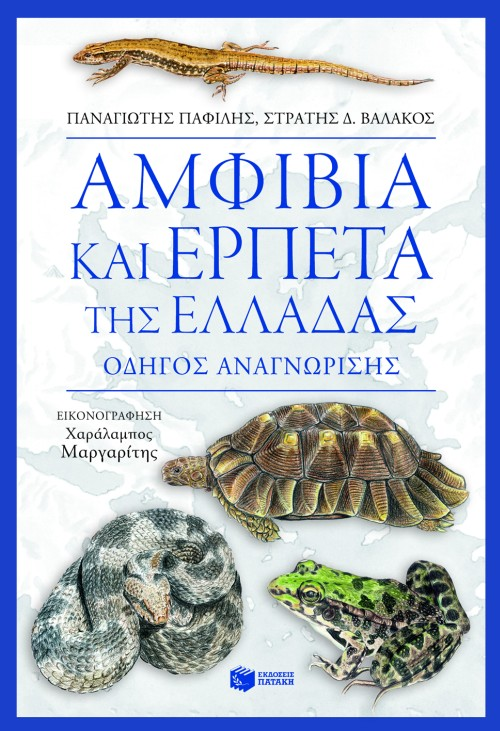 ΠΑΝΑΓΙΩΤΗΣ ΠΑΦΙΛΗΣ, ΣΤΡΑΤΗΣ Δ. ΒΑΛΑΚΟΣ
ΑΜΦΙΒΙΑ
ΚΑΙ ΕΡΠΕΤΑ
ΤΗΣ ΕΛΛΑΔΑΣ
ΟΔΗΓΟΣ ΑΝΑΓΝΩΡΙΣΗΣ
ΕΙΚΟΝΟΓΡΑΦΗΣΗ
Χαράλαμπος
Μαργαρίτης
ΕΚΔΟΣΕΙΣ
ΠΑΤΑΚΗ